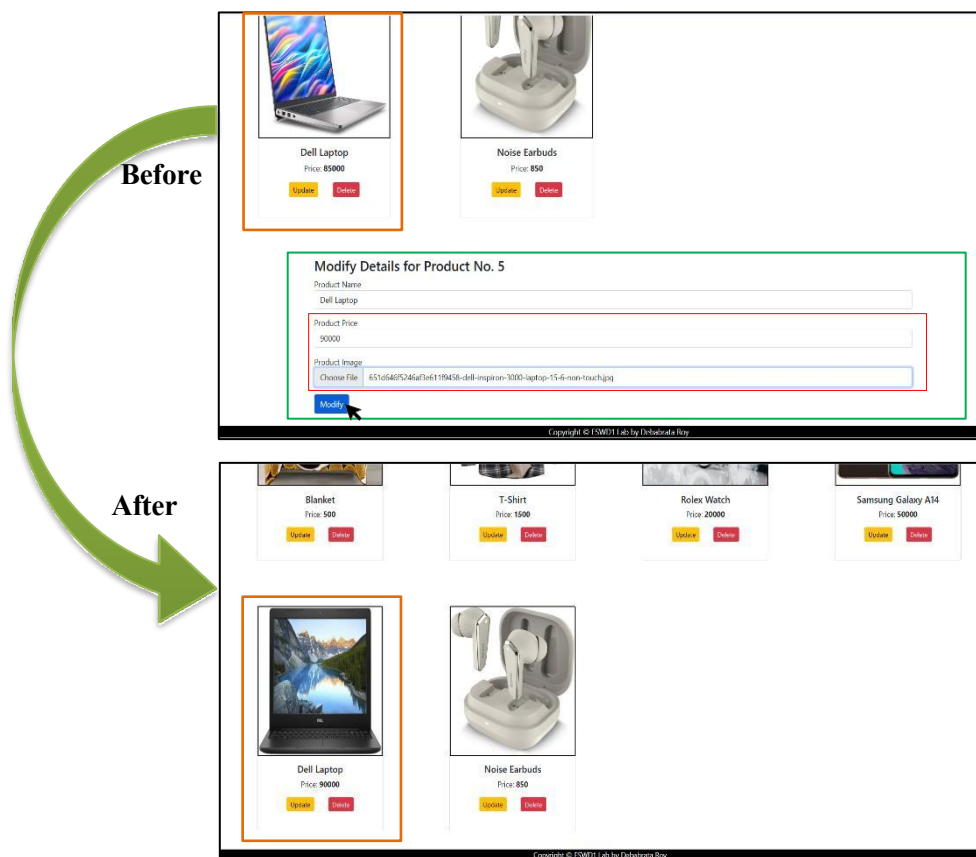 Before
Dell Laptop
Price: 85000
Update Delete
Noise Earbuds
Price: 850
Update Delete
Modify Details for Product No. 5
Product Name
Dell Laptop
Product Price
90000
Product Image
Choose File 651d646f5246af3e611f9458-dell-inspiron-3000-laptop-15-6-non-touch.jpg
Modify
Copyright © FSWD1 Lab by Debabrata Roy
After
Blanket
Price: 500
Update Delete
T-Shirt
Price: 1500
Update Delete
Rolex Watch
Price: 20000
Update Delete
Samsung Galaxy A14
Price: 50000
Update Delete
Dell Laptop
Price: 90000
Update Delete
Noise Earbuds
Price: 850
Update Delete
Copyright © FSWD1 Lab by Debabrata Roy